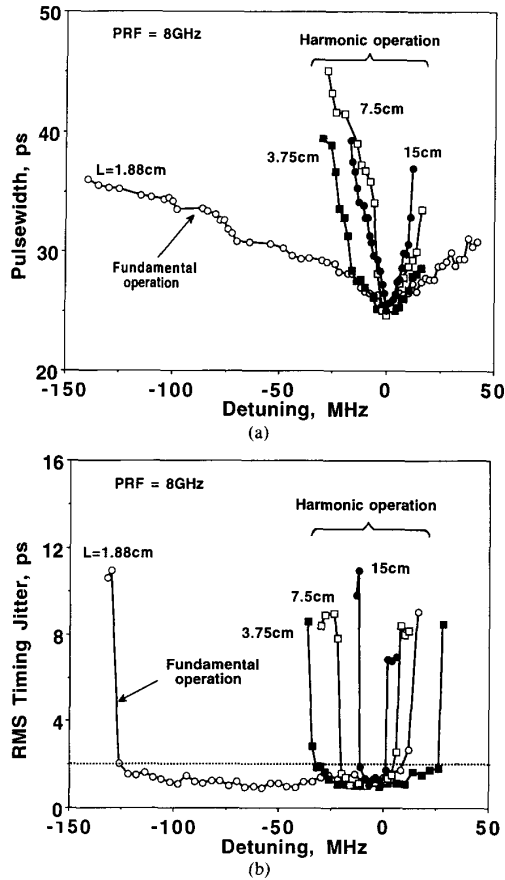 50
PRF = 8GHz
Harmonic operation
7.5cm
40
3.75cm
15cm
L=1.88cm
Pulsewidth, ps
30
Fundamental
operation
20
-150
-100
-50
0
50
Detuning, MHz
(a)
16
PRF = 8GHz
Harmonic operation
12
L=1.88cm
15cm
7.5cm
3.75cm
8
RMS Timing Jitter, ps
Fundamental
operation
4
0
-150
-100
-50
0
50
Detuning, MHz
(b)